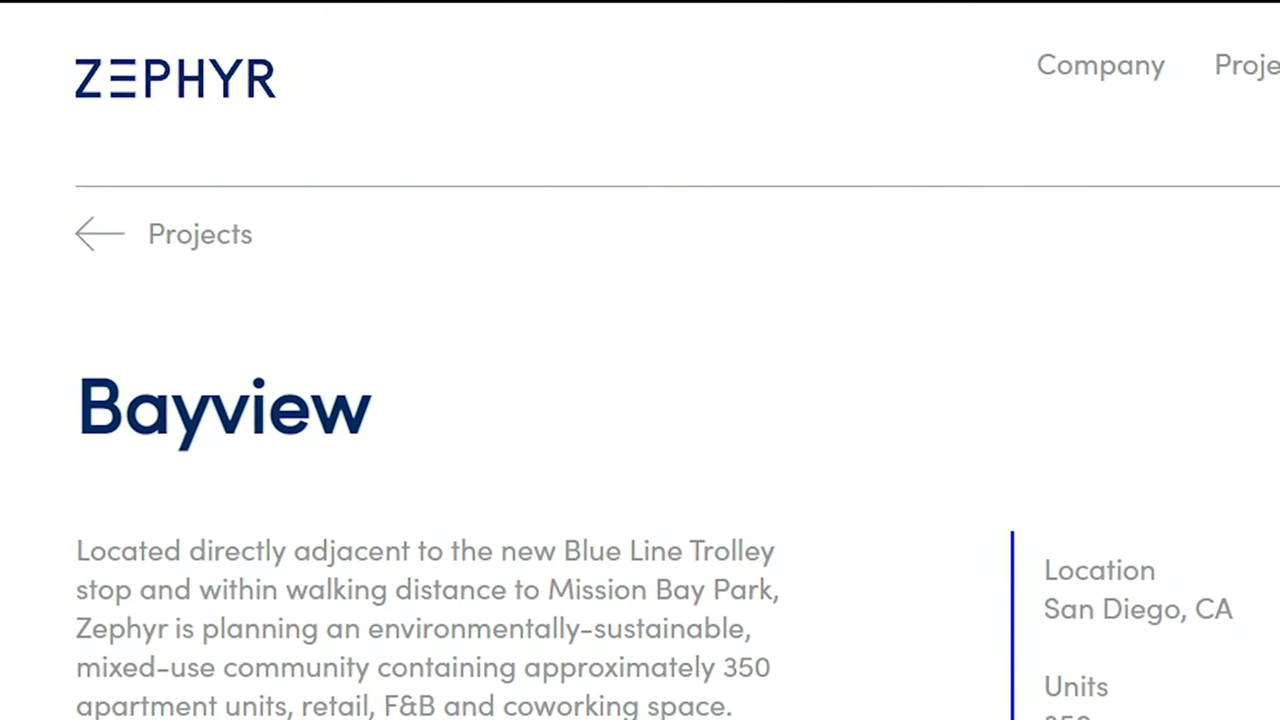 ZEPHYR
Company
Projects
Bayview
Located directly adjacent to the new Blue Line Trolley
stop and within walking distance to Mission Bay Park,
Zephyr is planning an environmentally-sustainable,
mixed-use community containing approximately 350
apartment units, retail, F&B and coworking space.
Location
San Diego, CA
Units